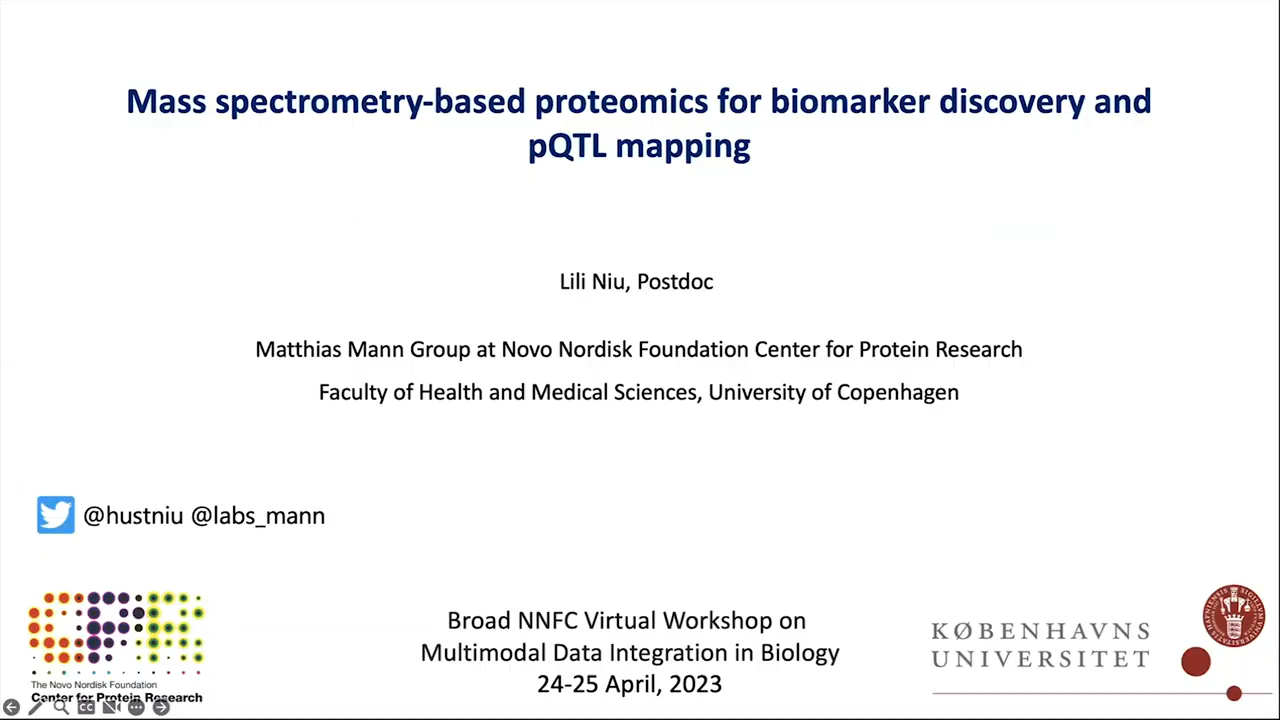 Mass spectrometry-based proteomics for biomarker discovery and
pQTL mapping
Lili Niu, Postdoc
Matthias Mann Group at Novo Nordisk Foundation Center for Protein Research
Faculty of Health and Medical Sciences, University of Copenhagen
@hustniu @labs_mann
CPR
The Novo Nordisk Foundation
Center for Protein Research
Broad NNFC Virtual Workshop on
Multimodal Data Integration in Biology
24-25 April, 2023
KØBENHAVNS
UNIVERSITET